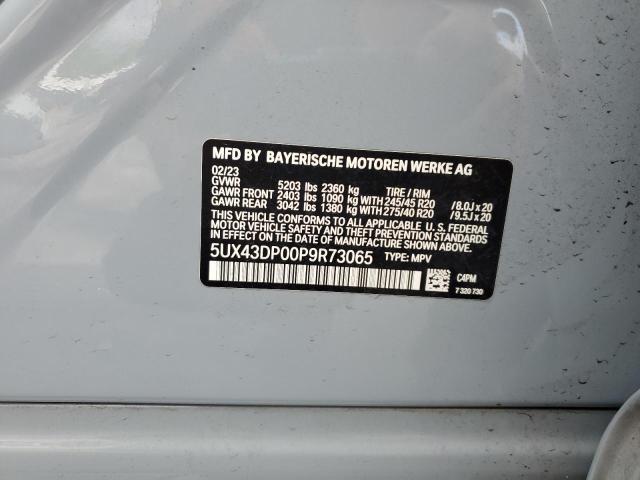 MFD BY BAYERISCHE MOTOREN WERKE AG
02/23
GVWR 5203 lbs 2360 kg TIRE / RIM
GAWR FRONT 2403 lbs 1090 kg WITH 245/45 R20 /8.0J x 20
GAWR REAR 3042 lbs 1380 kg WITH 275/40 R20 /9.5J x 20
THIS VEHICLE CONFORMS TO ALL APPLICABLE U.S. FEDERAL
MOTOR VEHICLE SAFETY STANDARDS IN EFFECT ON THE
DATE OF MANUFACTURE SHOWN ABOVE.
5UX43DP00P9R73065 TYPE: MPV
C4PM
7 320 730